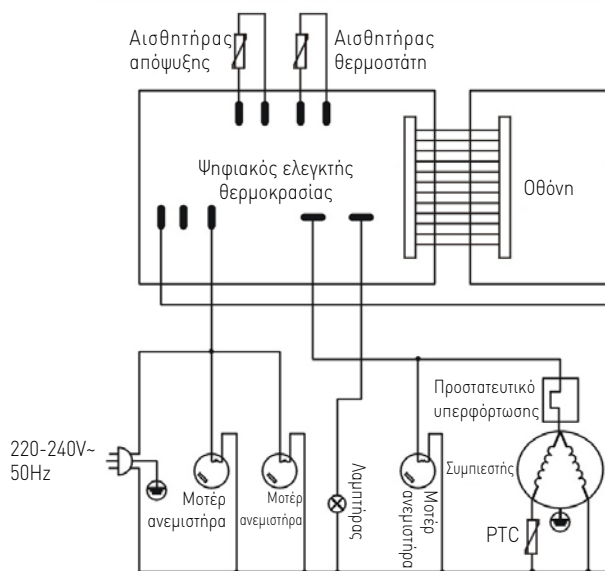 Αισθητήρας
απόψυξης
Αισθητήρας
θερμοστάτη
Ψηφιακός ελεγκτής
θερμοκρασίας
Οθόνη
Προστατευτικό
υπερφόρτωσης
220-240V~
50Hz
Μοτέρ
ανεμιστήρα
Μοτέρ
ανεμιστήρα
Λαμπτήρας
Μοτέρ
ανεμιστήρα
Συμπιεστής
PTC